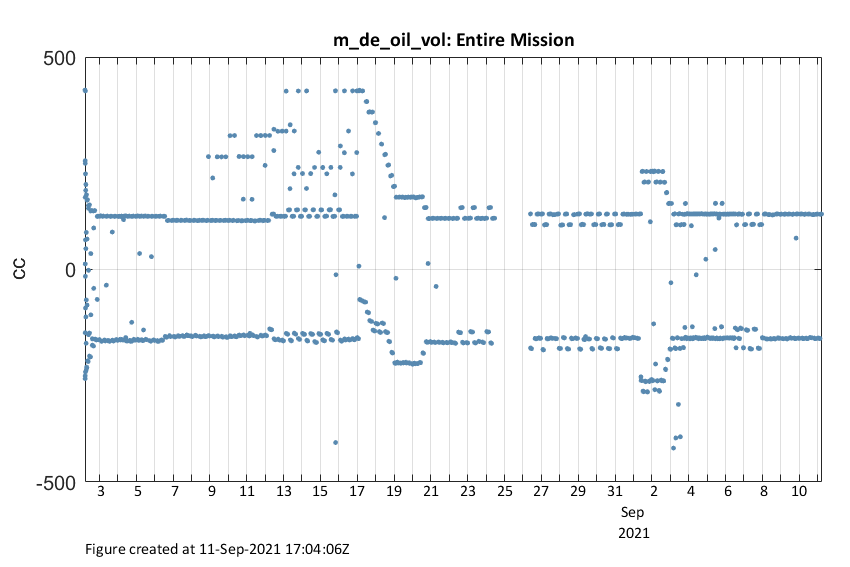 m_de_oil_vol: Entire Mission
500
0
-500
CC
3 5 7 9 11 13 15 17 19 21 23 25 27 29 31 2 4 6 8 10
Sep
2021
Figure created at 11-Sep-2021 17:04:06Z